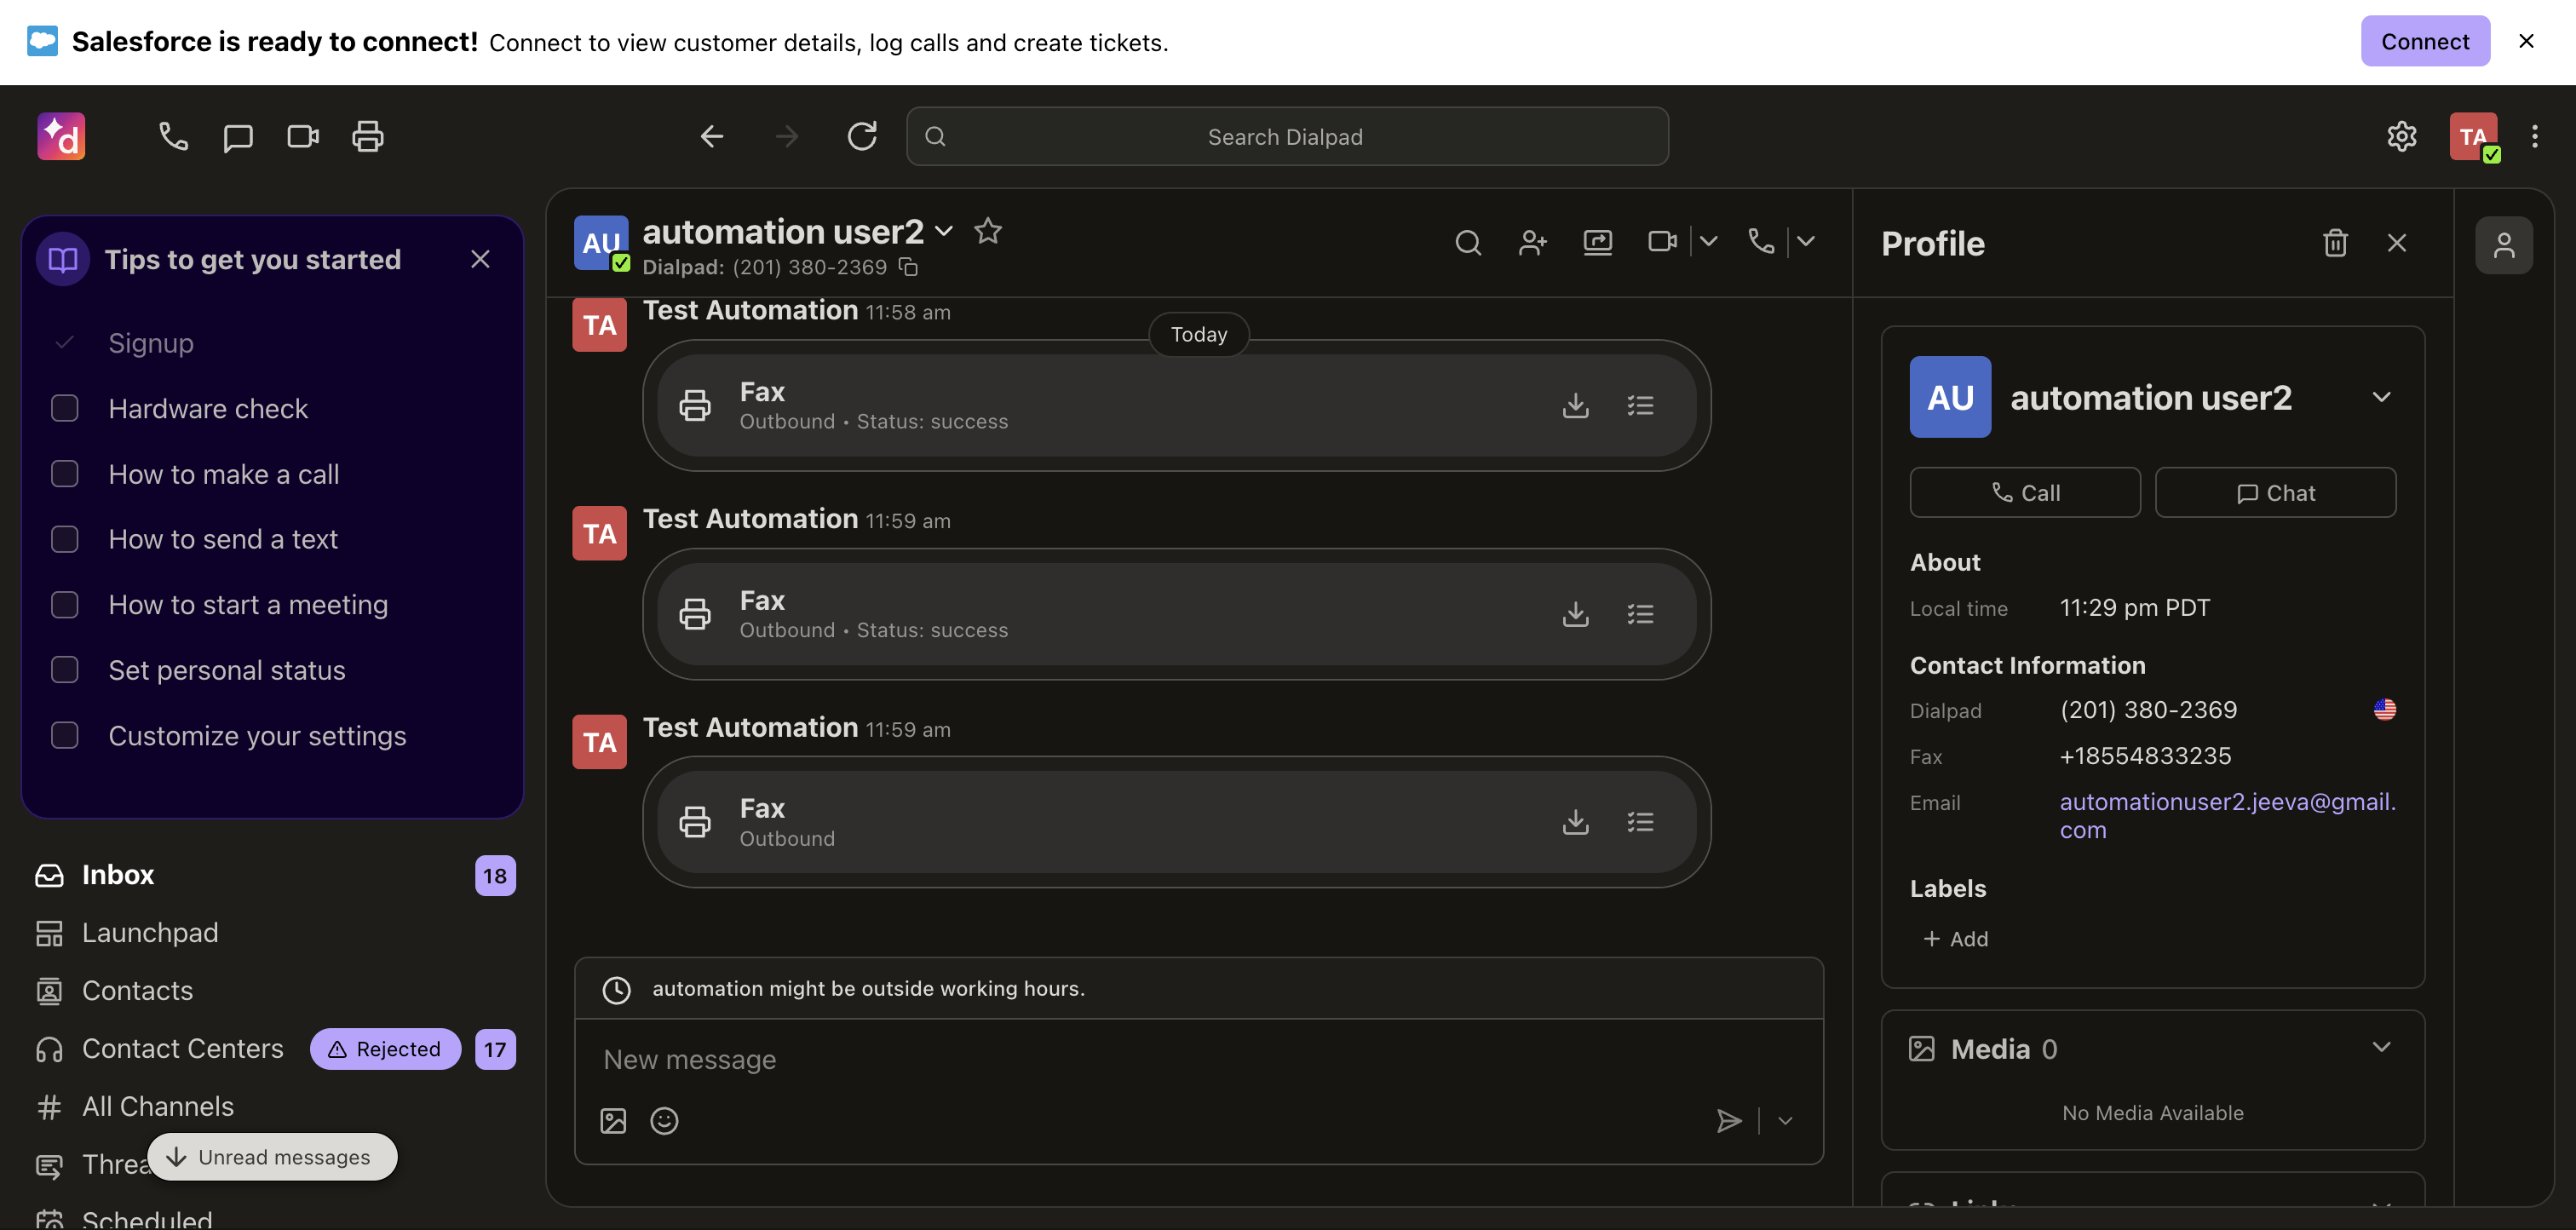 Salesforce is ready to connect! Connect to view customer details, log calls and create tickets.
Connect
d
Search Dialpad
TA
Tips to get you started
Signup
Hardware check
How to make a call
How to send a text
How to start a meeting
Set personal status
Customize your settings
Inbox 18
Launchpad
Contacts
Contact Centers Rejected 17
All Channels
Threa
Unread messages
Scheduled
AU
automation user2
Dialpad: (201) 380-2369
Today
TA
Test Automation 11:58 am
Fax
Outbound • Status: success
TA
Test Automation 11:59 am
Fax
Outbound • Status: success
TA
Test Automation 11:59 am
Fax
Outbound
automation might be outside working hours.
New message
Profile
AU
automation user2
Call
Chat
About
Local time 11:29 pm PDT
Contact Information
Dialpad (201) 380-2369
Fax +18554833235
Email automationuser2.jeeva@gmail.
com
Labels
+ Add
Media 0
No Media Available